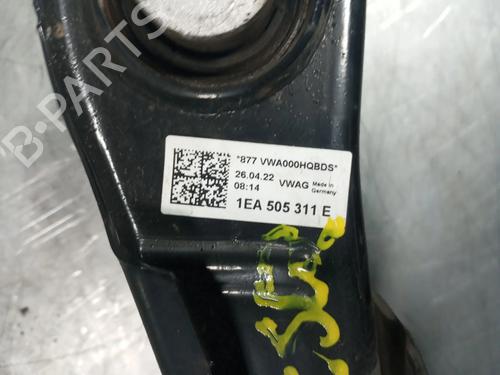 *877 VWA000HQBDS*
26.04.22 VWAG Made in
08:14 Germany
1EA 505 311 E
B-PARTS